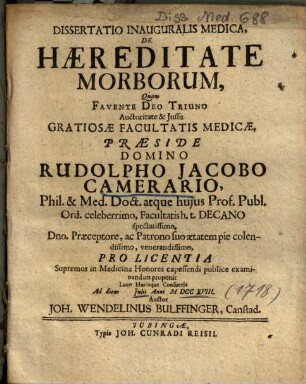 Diss. Med. 688
DISSERTATIO INAUGURALIS MEDICA,
DE
HÆREDITATE
MORBORUM,
Quam
FAVENTE DEO TRIUNO
Auctoritate & Jussu
GRATIOSÆ FACULTATIS MEDICÆ,
PRÆSIDE
DOMINO
RUDOLPHO JACOBO
CAMERARIO,
Phil. & Med. Doct. atque hujus Prof. Publ.
Ord. celeberrimo, Facultatis h. t. DECANO
spectatissimo,
Dno. Præceptore, ac Patrono suo ætatem pie colen-
dissimo, venerandissimo,
PRO LICENTIA
Supremos in Medicina Honores capessendi publice exami-
nandam proponit
Loco Horisque Consuetis
Ad diem Julii Anni M DCC XVIII.
(1718)
Auctor
JOH. WENDELINUS BULFFINGER, Canstad.
TUBINGÆ,
Typis JOH. CUNRADI REISII.